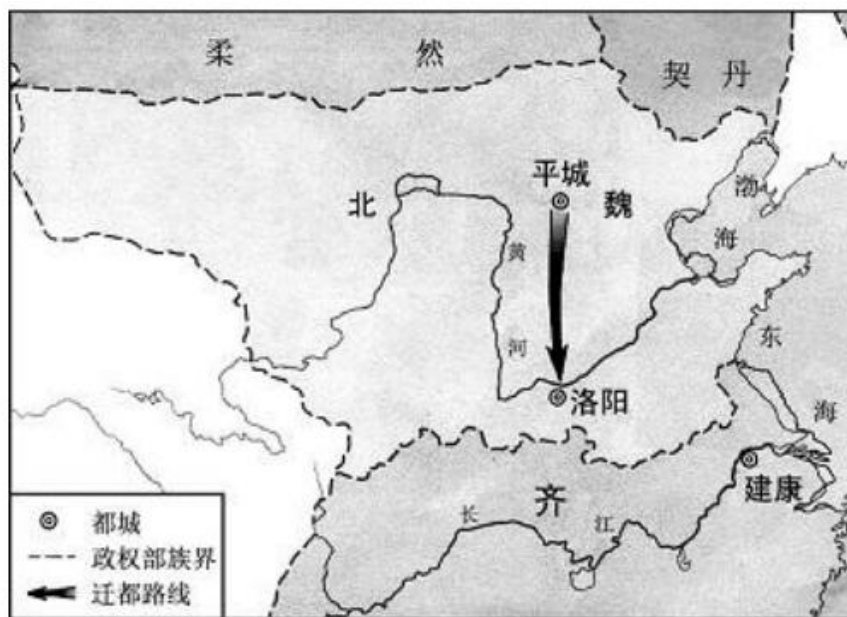 柔然
契丹
平城
北魏
渤海
黄河
洛阳
东海
建康
齐
长江
都城
政权部族界
迁都路线